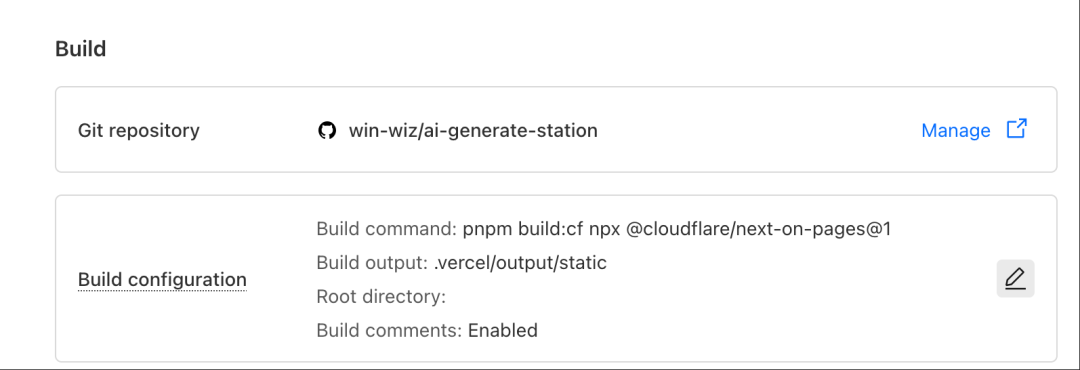 Build
Git repository
win-wiz/ai-generate-station
Manage
Build configuration
Build command: pnpm build:cf npx @cloudflare/next-on-pages@1
Build output: .vercel/output/static
Root directory:
Build comments: Enabled